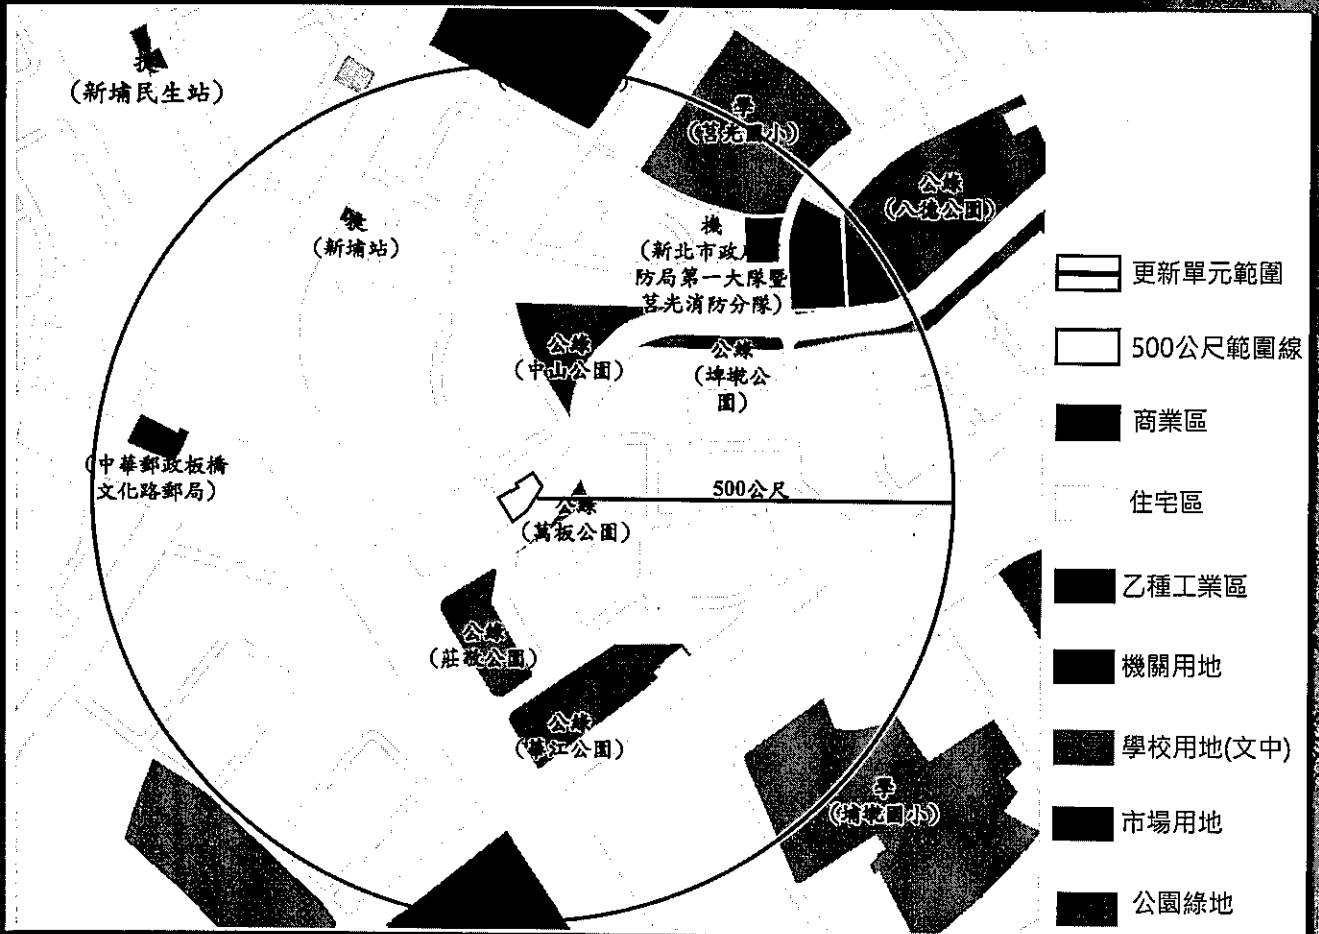 捷
(新埔民生站)
學
(莒光國小)
公綠
(八德公園)
捷
(新埔站)
機
(新北市政府
防局第一大隊暨
莒光消防分隊)
公綠
(中山公園)
公綠
(埤墘公
園)
(中華郵政板橋
文化路郵局)
500公尺
公綠
(萬板公園)
公綠
(莊敬公園)
公綠
(華江公園)
學
(埔墘國小)
更新單元範圍
500公尺範圍線
商業區
住宅區
乙種工業區
機關用地
學校用地(文中)
市場用地
公園綠地